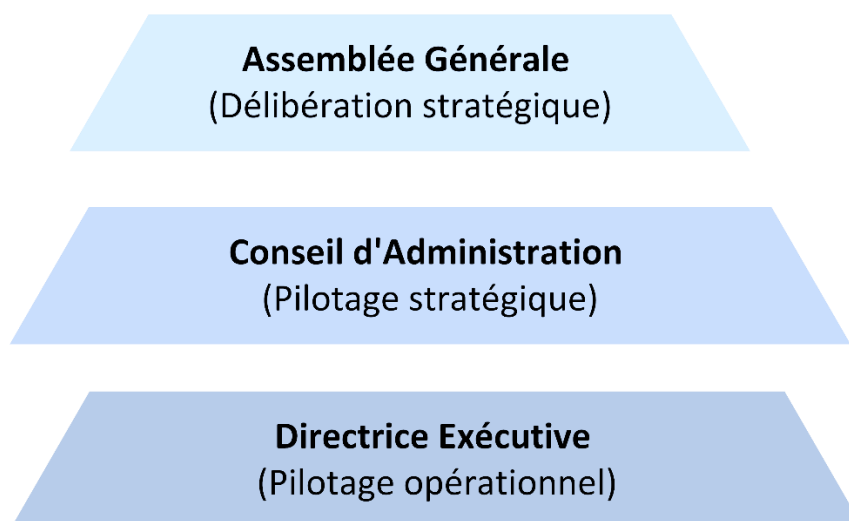 Assemblée Générale
(Délibération stratégique)
Conseil d'Administration
(Pilotage stratégique)
Directrice Exécutive
(Pilotage opérationnel)